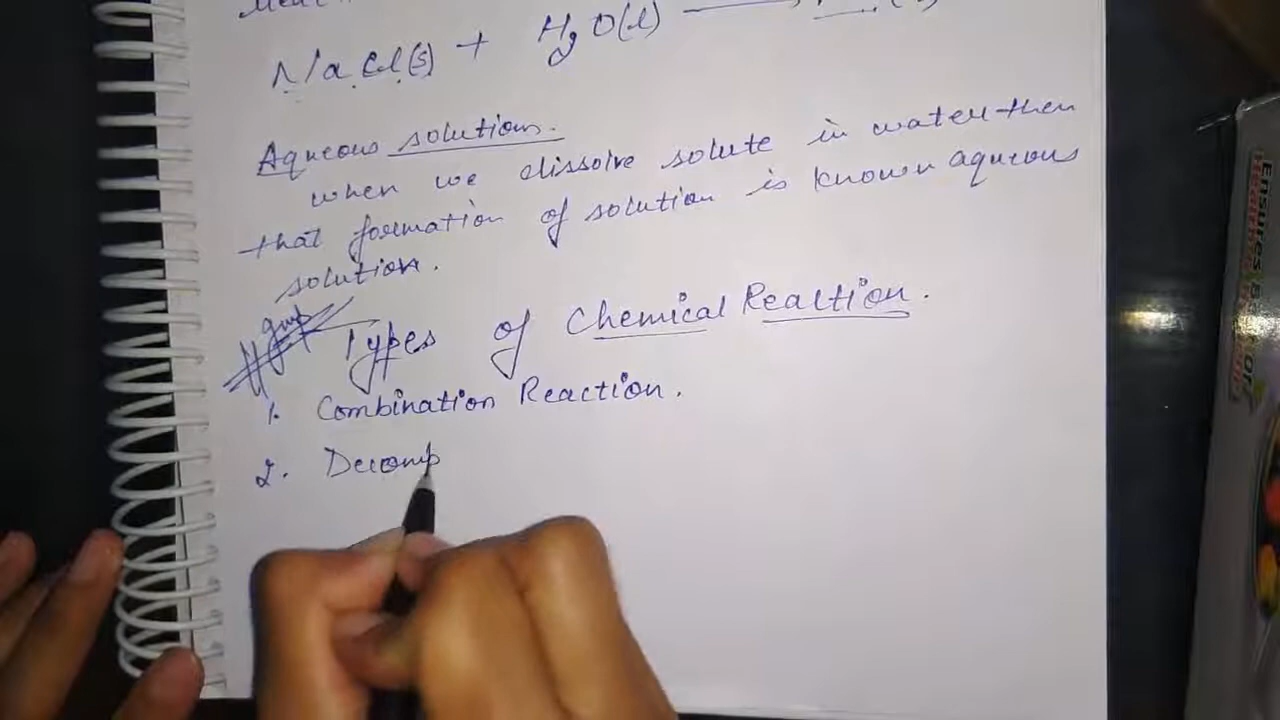 NaCl(s) + H2O(l)
Aqueous solution.
when we dissolve solute in water then
that formation of solution is known aqueous
solution.
Types of Chemical Reaction.
1. Combination Reaction.
2. Decomp
Ensures